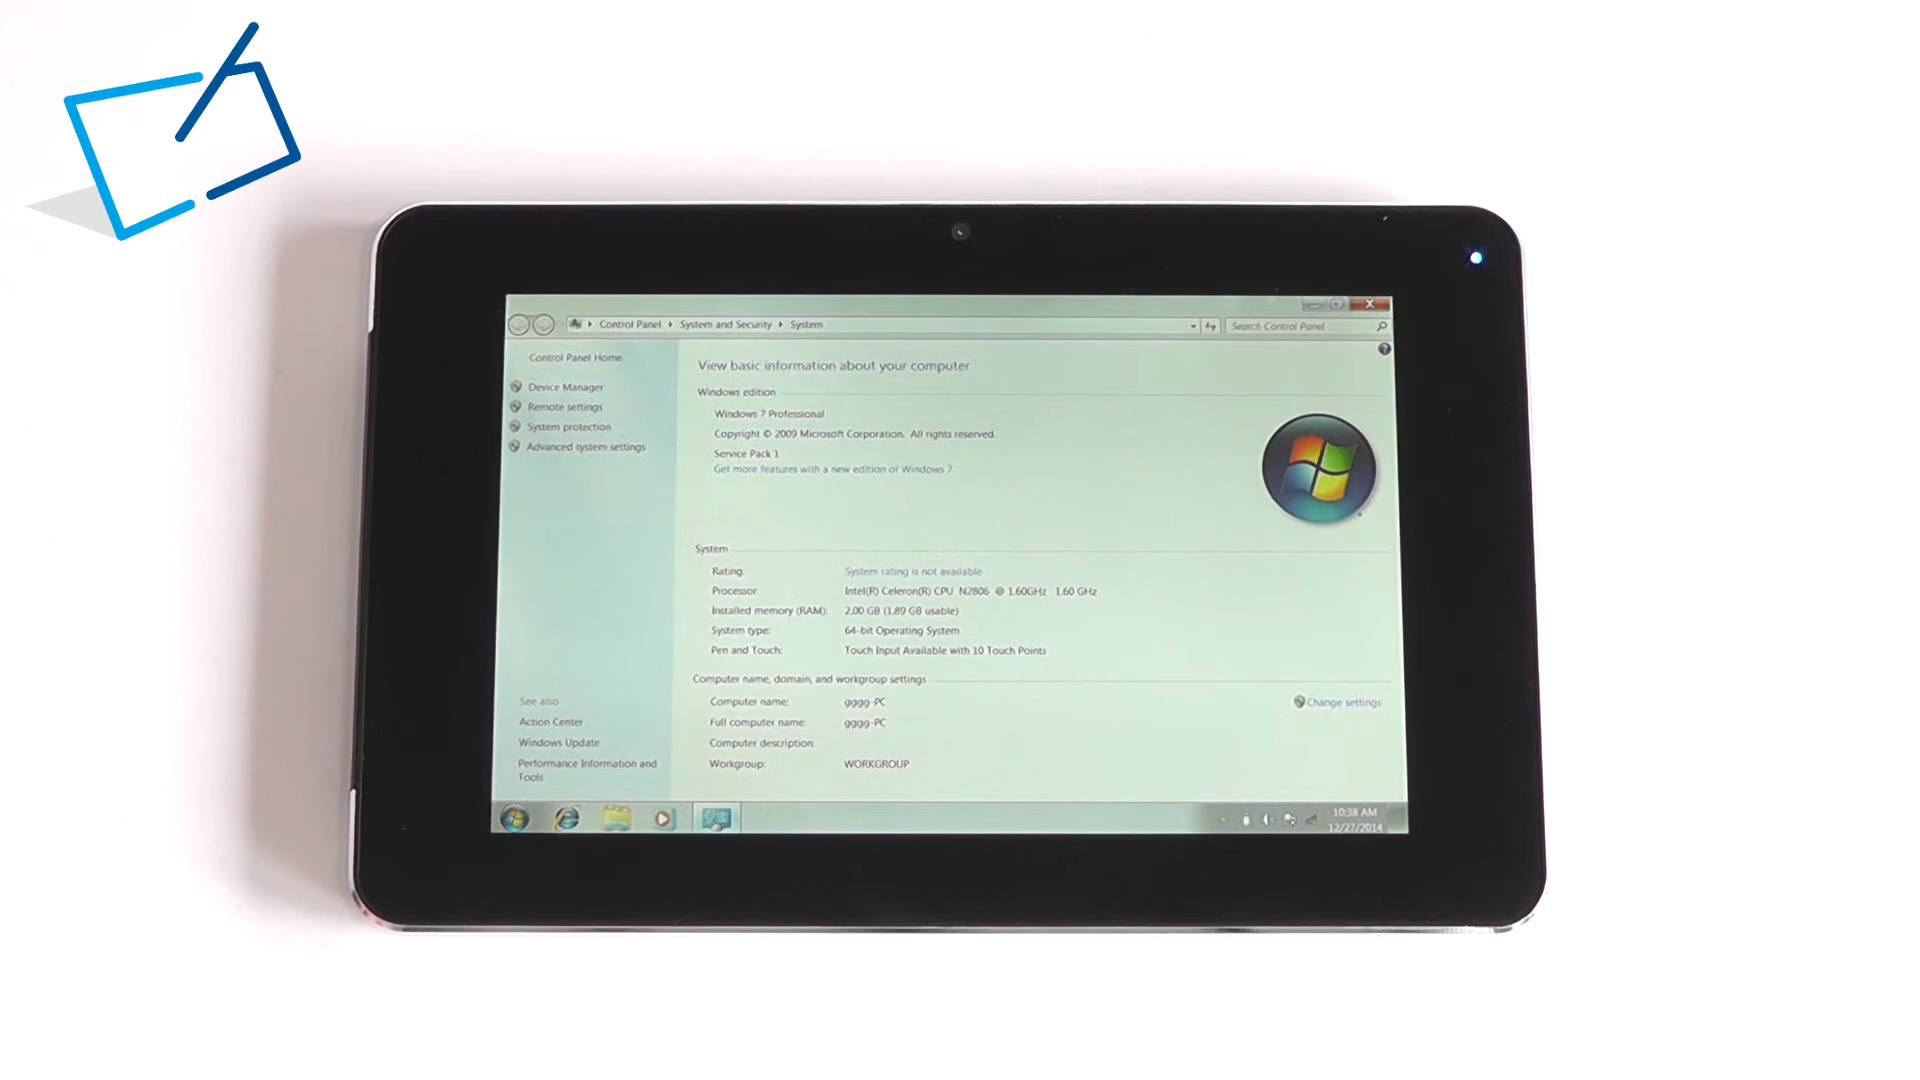 Control Panel System and Security System
Search Control Panel
Control Panel Home
Device Manager
Remote settings
System protection
Advanced system settings
See also
Action Center
Windows Update
Performance Information and
Tools
View basic information about your computer
Windows edition
Windows 7 Professional
Copyright © 2009 Microsoft Corporation. All rights reserved.
Service Pack 1
Get more features with a new edition of Windows 7
System
Rating: System rating is not available
Processor: Intel(R) Celeron(R) CPU N2806 @ 1.60GHz 1.60 GHz
Installed memory (RAM): 2.00 GB (1.89 GB usable)
System type: 64-bit Operating System
Pen and Touch: Touch Input Available with 10 Touch Points
Computer name, domain, and workgroup settings
Computer name: gggg-PC
Change settings
Full computer name: gggg-PC
Computer description:
Workgroup: WORKGROUP
10:38 AM
12/27/2014